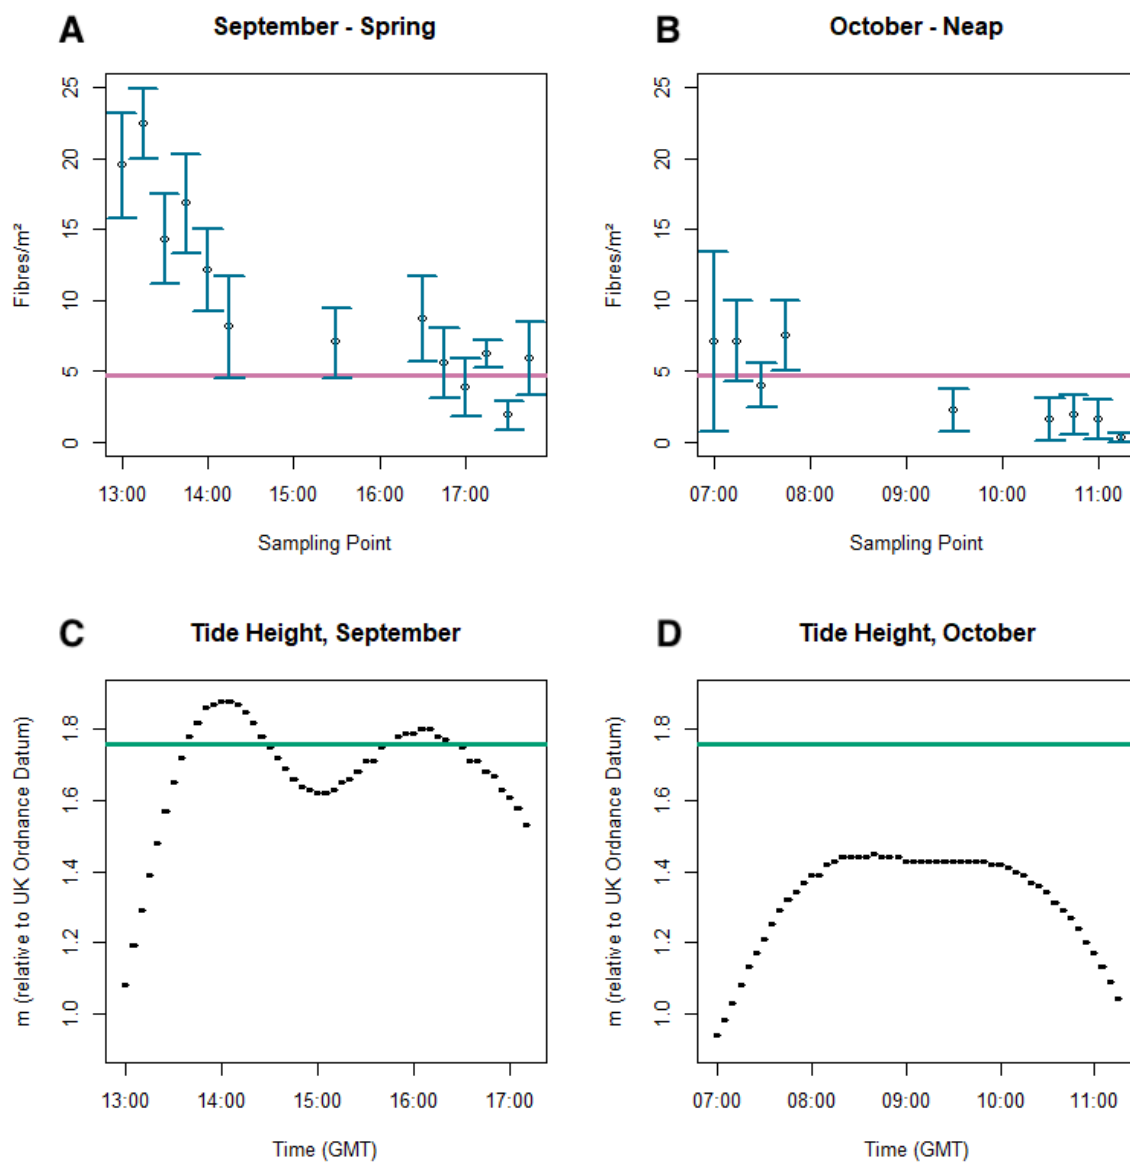 A September - Spring
Fibres/m²
25
20
15
10
5
0
13:00 14:00 15:00 16:00 17:00
Sampling Point
B October - Neap
Fibres/m²
25
20
15
10
5
0
07:00 08:00 09:00 10:00 11:00
Sampling Point
C Tide Height, September
m (relative to UK Ordnance Datum)
1.8
1.6
1.4
1.2
1.0
13:00 14:00 15:00 16:00 17:00
Time (GMT)
D Tide Height, October
m (relative to UK Ordnance Datum)
1.8
1.6
1.4
1.2
1.0
07:00 08:00 09:00 10:00 11:00
Time (GMT)